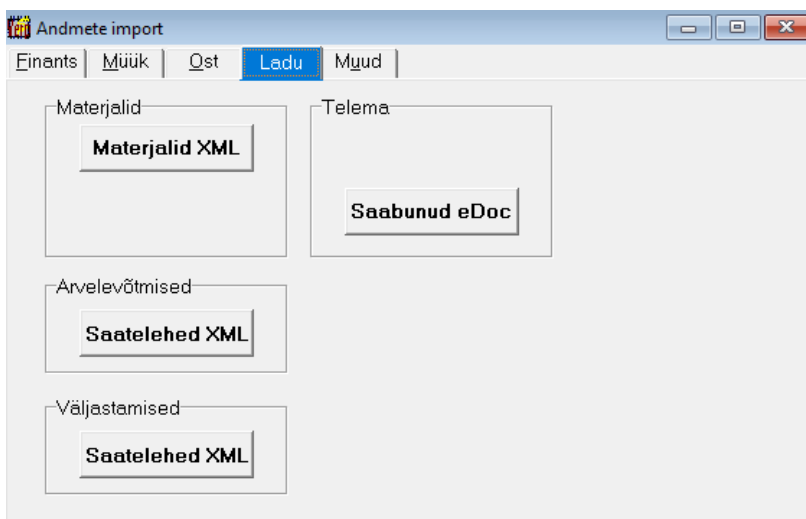 Andmete import
Finants Müük Ost Ladu Muud
Materjalid
Materjalid XML
Telema
Saabunud eDoc
Arvelevõtmised
Saatelehed XML
Väljastamised
Saatelehed XML